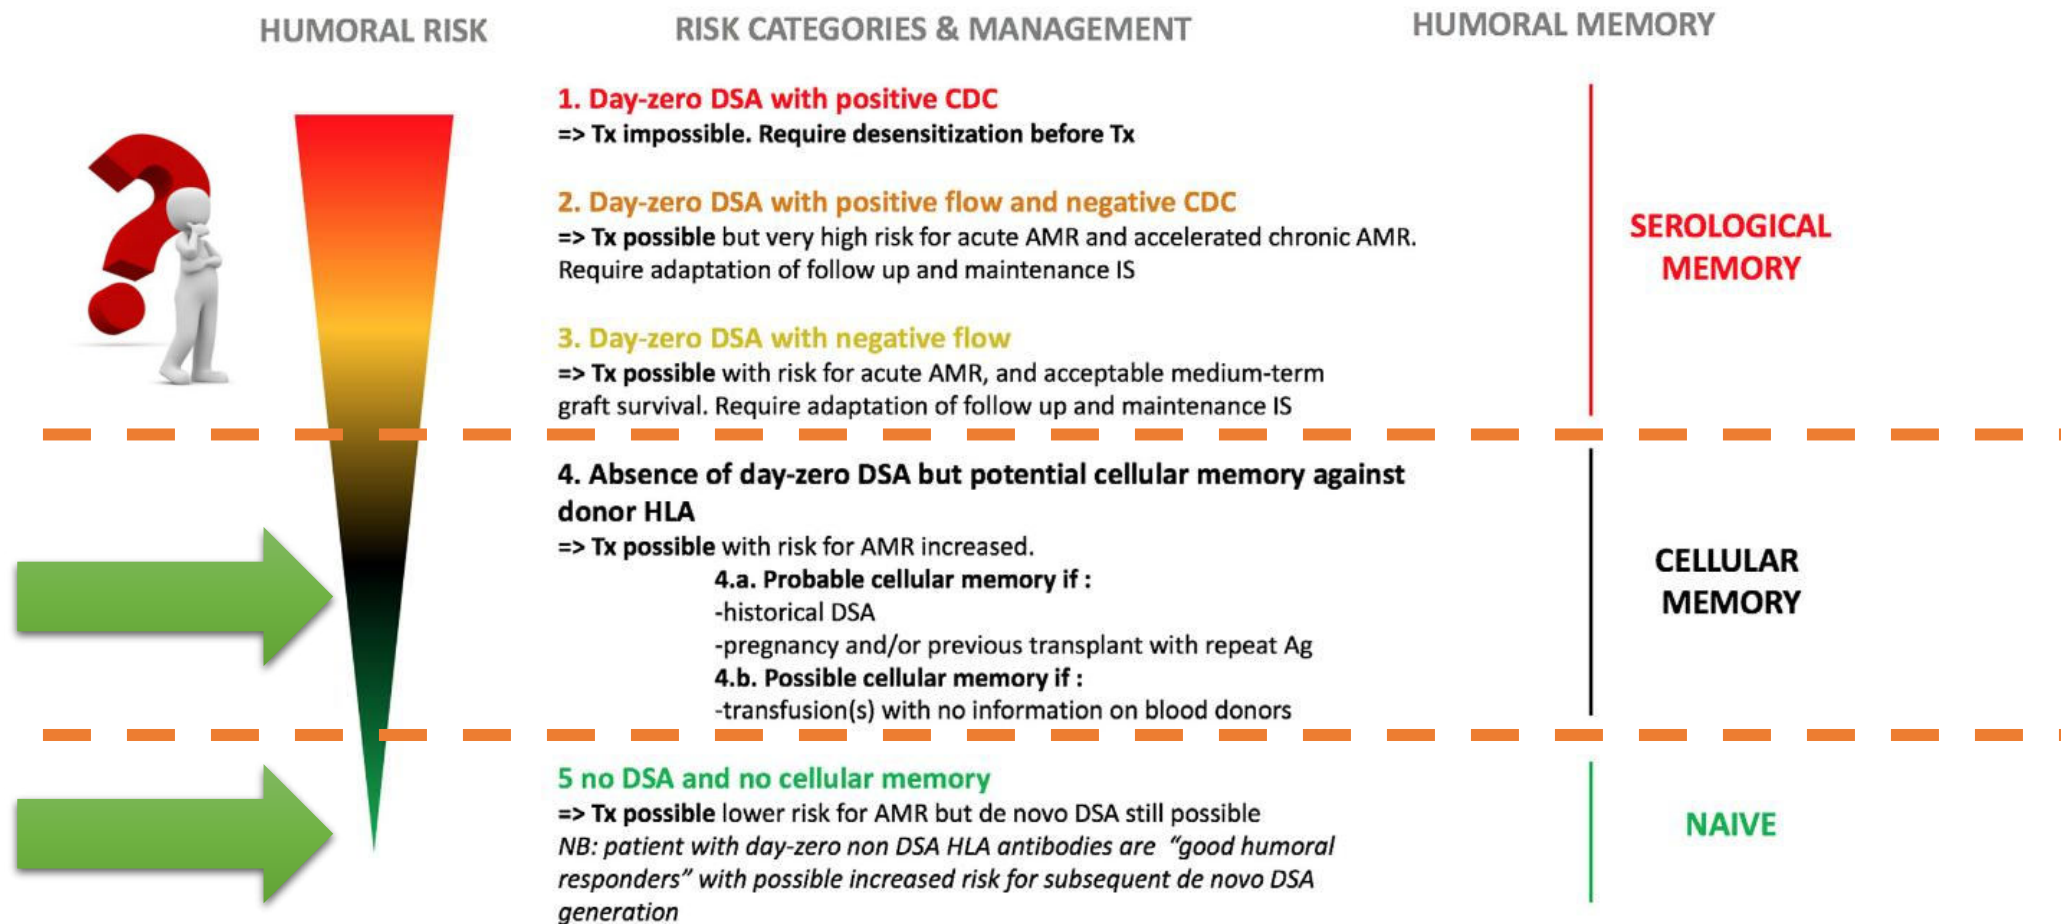 HUMORAL RISK
RISK CATEGORIES & MANAGEMENT
HUMORAL MEMORY
1. Day-zero DSA with positive CDC
=> Tx impossible. Require desensitization before Tx
2. Day-zero DSA with positive flow and negative CDC
=> Tx possible but very high risk for acute AMR and accelerated chronic AMR.
Require adaptation of follow up and maintenance IS
3. Day-zero DSA with negative flow
=> Tx possible with risk for acute AMR, and acceptable medium-term
graft survival. Require adaptation of follow up and maintenance IS
SEROLOGICAL
MEMORY
4. Absence of day-zero DSA but potential cellular memory against
donor HLA
=> Tx possible with risk for AMR increased.
4.a. Probable cellular memory if :
-historical DSA
-pregnancy and/or previous transplant with repeat Ag
4.b. Possible cellular memory if :
-transfusion(s) with no information on blood donors
CELLULAR
MEMORY
5 no DSA and no cellular memory
=> Tx possible lower risk for AMR but de novo DSA still possible
NB: patient with day-zero non DSA HLA antibodies are “good humoral
responders” with possible increased risk for subsequent de novo DSA
generation
NAIVE